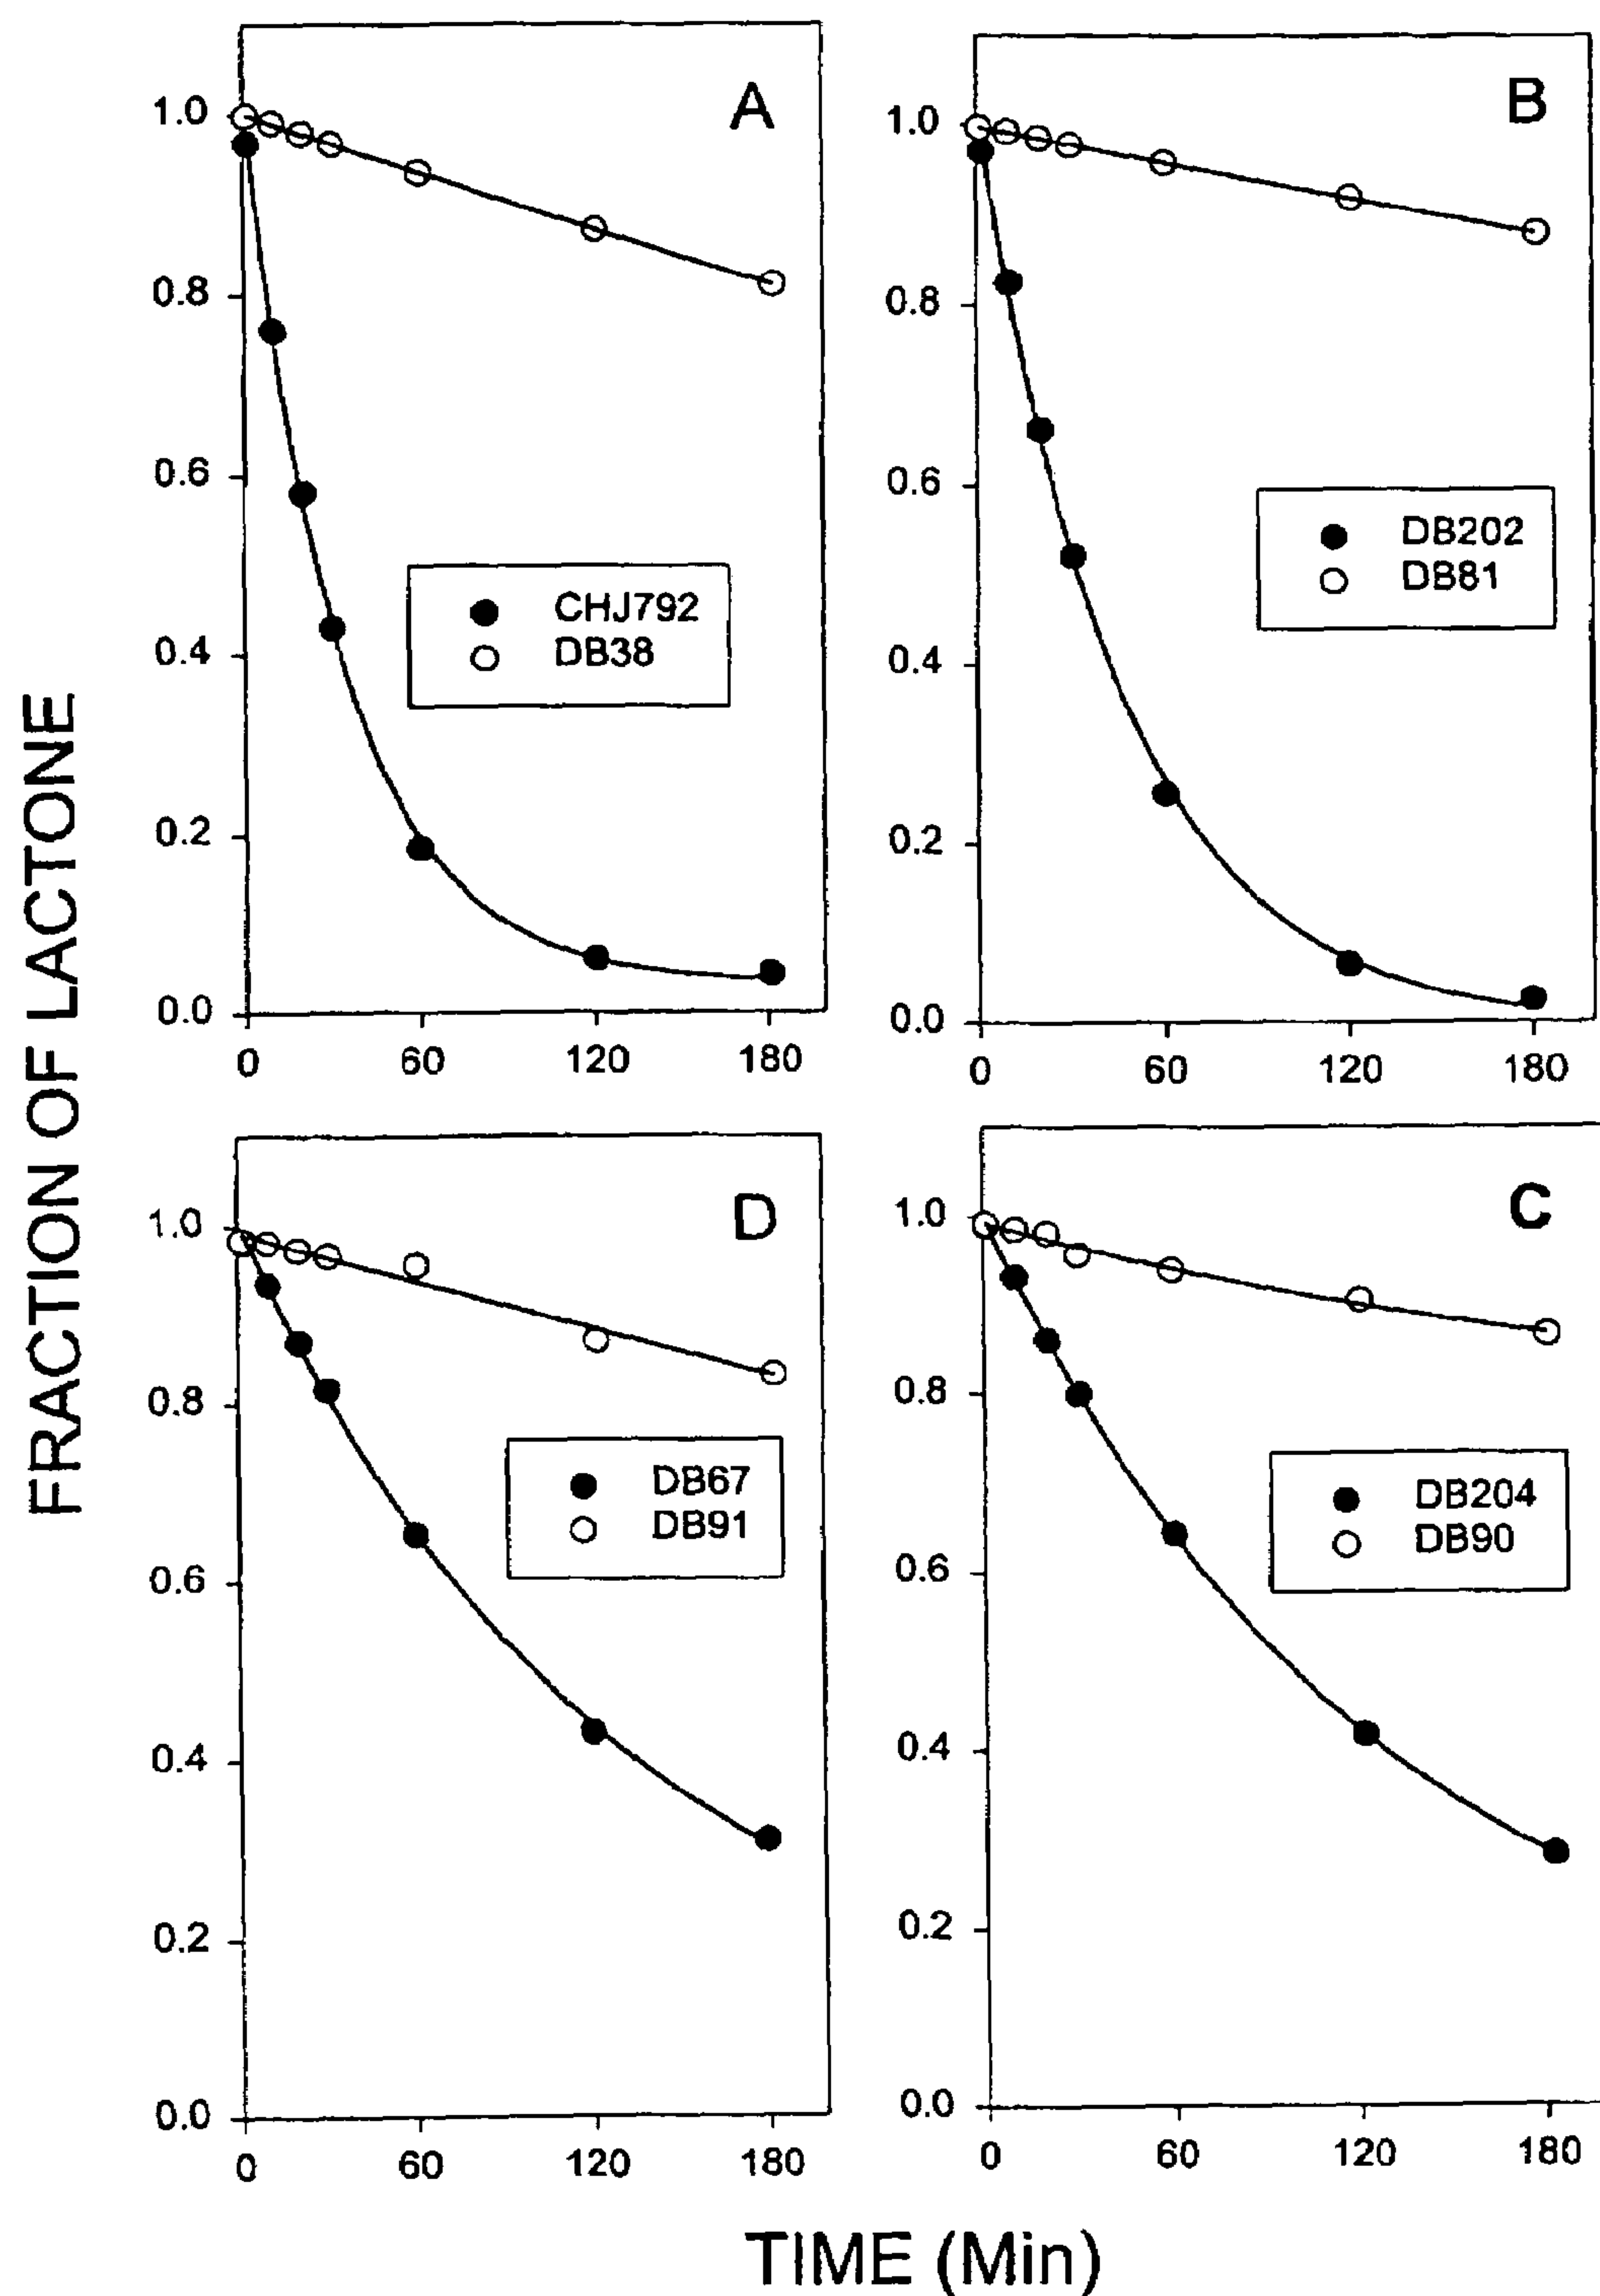 FRACTION OF LACTONE
A
1.0
0.8
0.6
0.4
0.2
0.0
CHJ792
DB38
0 60 120 180
B
1.0
0.8
0.6
0.4
0.2
0.0
DB202
DB81
0 60 120 180
D
1.0
0.8
0.6
0.4
0.2
0.0
DB67
DB91
0 60 120 180
C
1.0
0.8
0.6
0.4
0.2
0.0
DB204
DB90
0 60 120 180
TIME (Min)